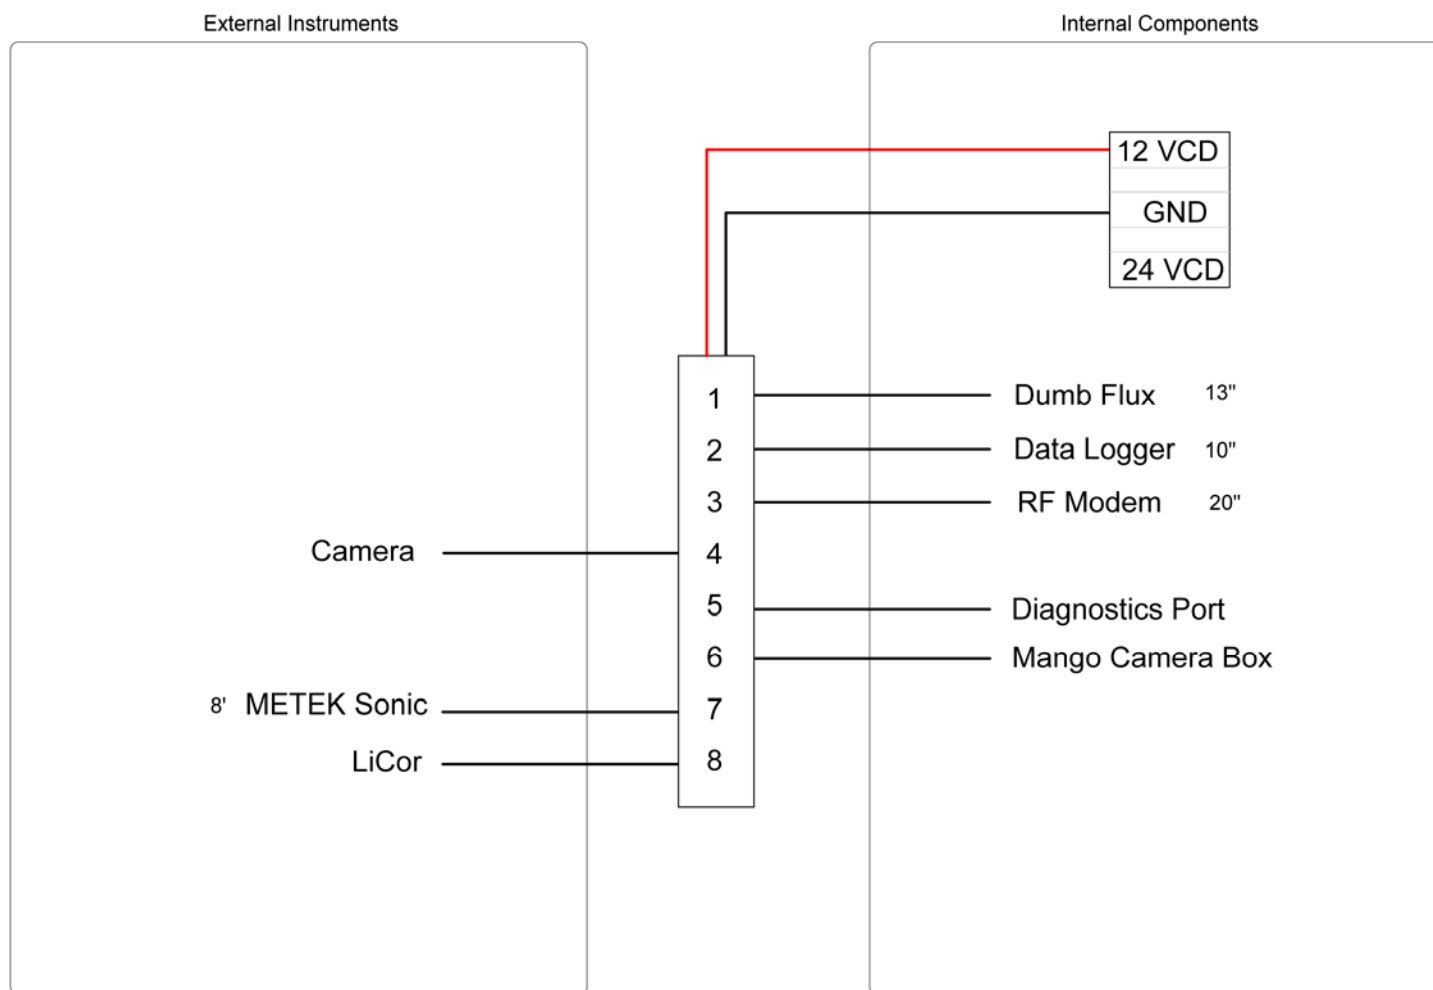 External Instruments
Internal Components
12 VCD
GND
24 VCD
1
Dumb Flux 13"
2
Data Logger 10"
3
RF Modem 20"
Camera
4
5
Diagnostics Port
6
Mango Camera Box
8' METEK Sonic
7
LiCor
8